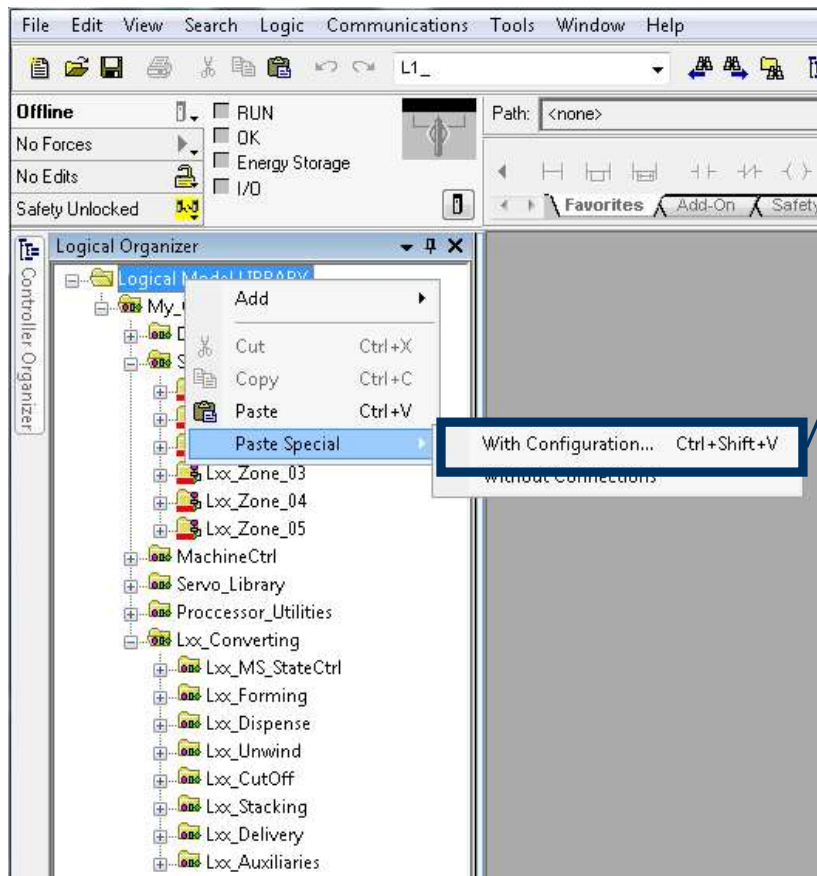 File Edit View Search Logic Communications Tools Window Help
L1_
Offline
RUN
No Forces
OK
No Edits
Energy Storage
I/O
Safety Unlocked
Path: <none>
Favorites Add-On Safety
Controller Organizer
Logical Organizer
Logical Model LIBRARY
My_
Add
Cut Ctrl+X
Copy Ctrl+C
Paste Ctrl+V
Paste Special
With Configuration... Ctrl+Shift+V
Without Connections
Lxx_Zone_03
Lxx_Zone_04
Lxx_Zone_05
MachineCtrl
Servo_Library
Proccessor_Utilities
Lxx_Converting
Lxx_MS_StateCtrl
Lxx_Forming
Lxx_Dispense
Lxx_Unwind
Lxx_CutOff
Lxx_Stacking
Lxx_Delivery
Lxx_Auxiliaries